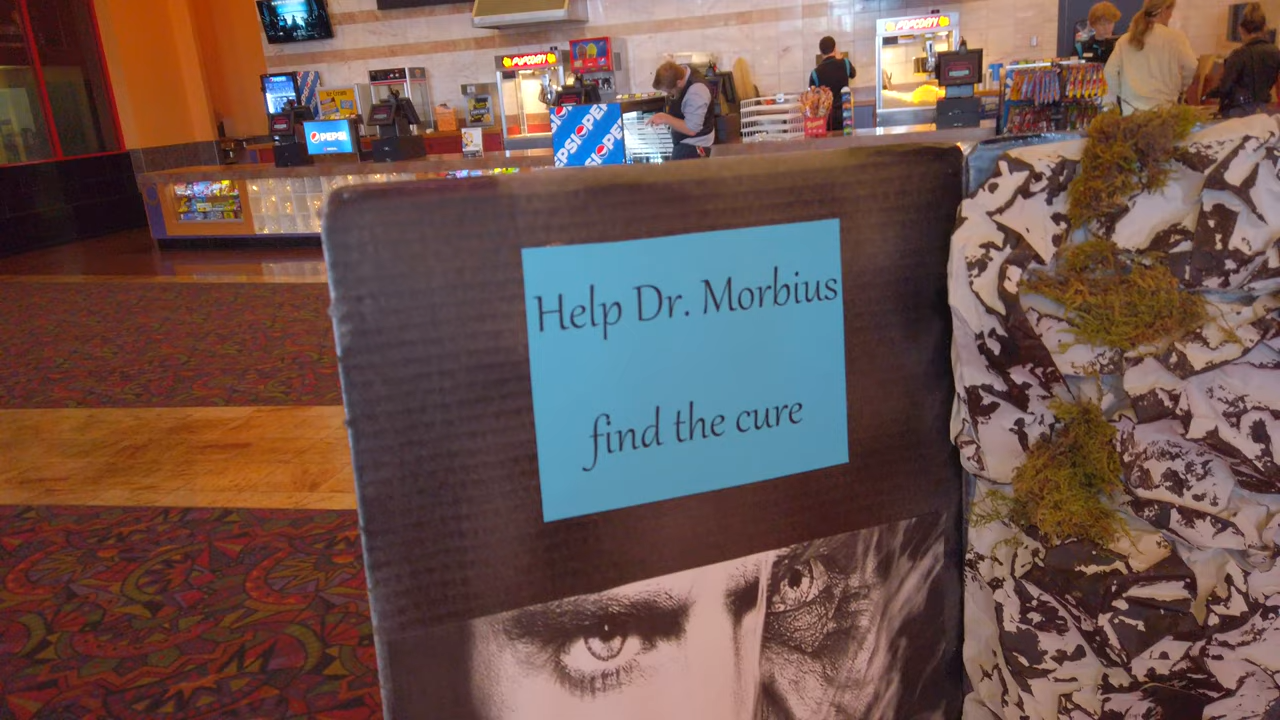 POPCORN
POPCORN
PEPSI
PEPSI
PEPSI
Help Dr. Morbius
find the cure